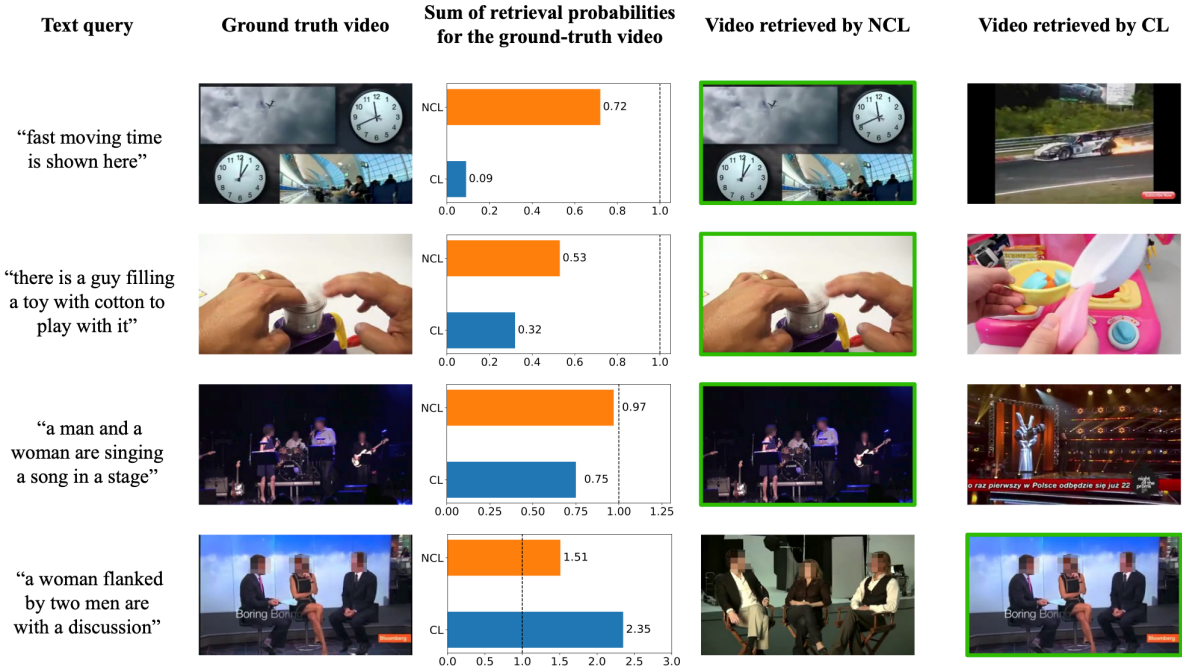 Text query
Ground truth video
Sum of retrieval probabilities
for the ground-truth video
Video retrieved by NCL
Video retrieved by CL
“fast moving time
is shown here”
NCL
0.72
CL
0.09
0.0 0.2 0.4 0.6 0.8 1.0
“there is a guy filling
a toy with cotton to
play with it”
NCL
0.53
CL
0.32
0.0 0.2 0.4 0.6 0.8 1.0
“a man and a
woman are singing
a song in a stage”
NCL
0.97
CL
0.75
0.00 0.25 0.50 0.75 1.00 1.25
o raz pierwszy w Polsce odbędzie się już 22
“a woman flanked
by two men are
with a discussion”
NCL
1.51
CL
2.35
0.0 0.5 1.0 1.5 2.0 2.5 3.0
Boring Borin
Bloomberg
Boring Borin
Bloomberg